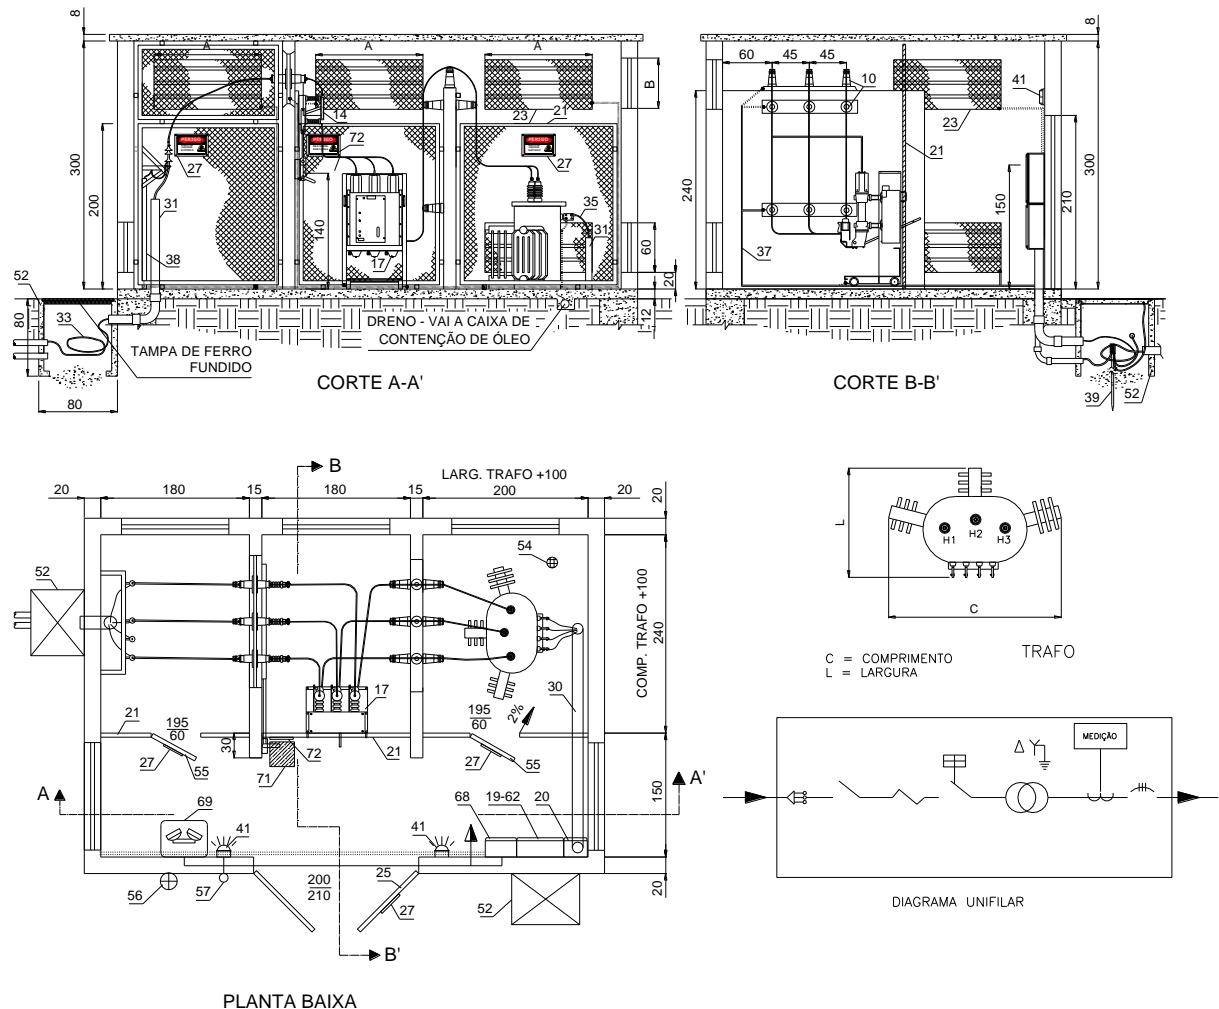 8
A
A
A
B
300
200
PERIGO
27
31
38
14
72
PERIGO
140
17
23
21
PERIGO
27
35
31
60
20
12
52
80
33
TAMPA DE FERRO
FUNDIDO
80
DRENO - VAI A CAIXA DE
CONTENÇÃO DE ÓLEO
CORTE A-A'
8
60
45
45
10
41
23
21
240
37
150
210
300
39
52
CORTE B-B'
B
LARG. TRAFO +100
20
180
15
180
15
200
20
20
52
54
COMP. TRAFO +100
240
17
30
21
195
60
30
27
55
71
72
21
195
60
2%
27
55
A
A'
150
69
41
41
68
19-62
20
56
57
200
210
25
27
52
20
B'
PLANTA BAIXA
L
H1
H2
H3
C
C = COMPRIMENTO
L = LARGURA
TRAFO
MEDIÇÃO
DIAGRAMA UNIFILAR